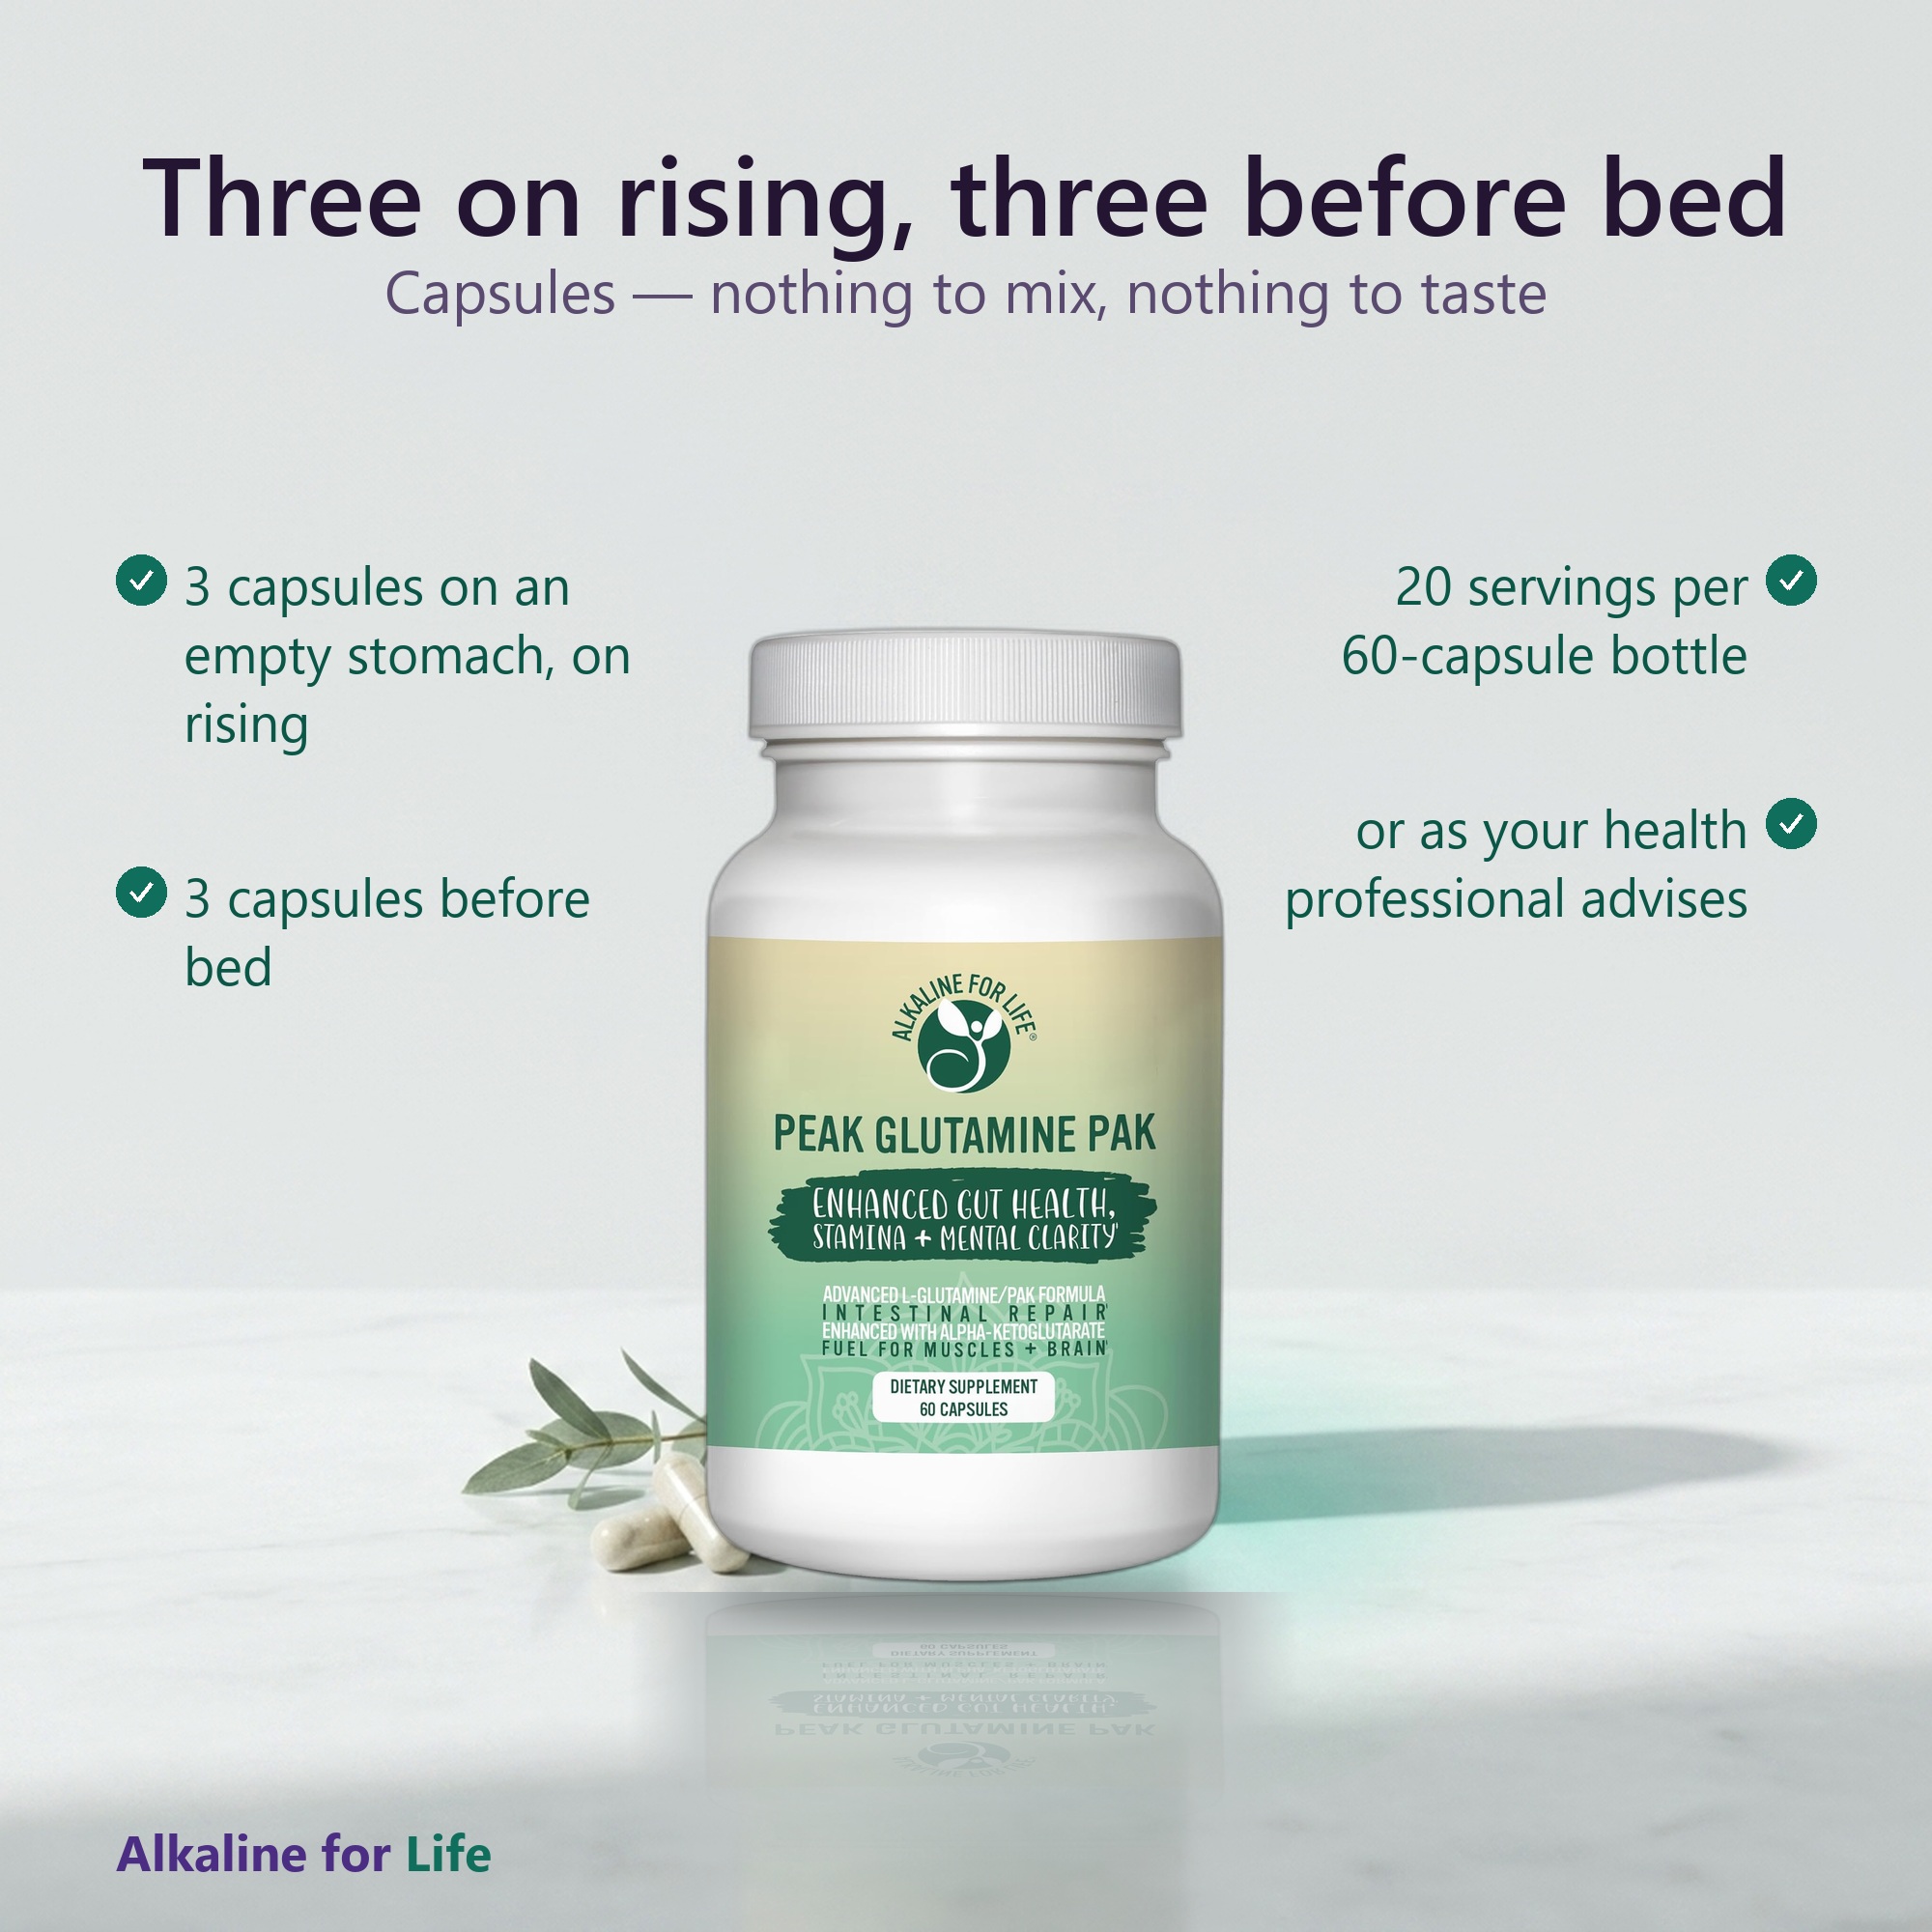 Three on rising, three before bed
Capsules — nothing to mix, nothing to taste
3 capsules on an
empty stomach, on
rising
3 capsules before
bed
20 servings per
60-capsule bottle
or as your health
professional advises
ALKALINE FOR LIFE®
PEAK GLUTAMINE PAK
ENHANCED GUT HEALTH,
STAMINA + MENTAL CLARITY
ADVANCED L-GLUTAMINE/PAK FORMULA
INTESTINAL REPAIR
ENHANCED WITH ALPHA-KETOGLUTARATE
FUEL FOR MUSCLES + BRAIN
DIETARY SUPPLEMENT
60 CAPSULES
Alkaline for Life